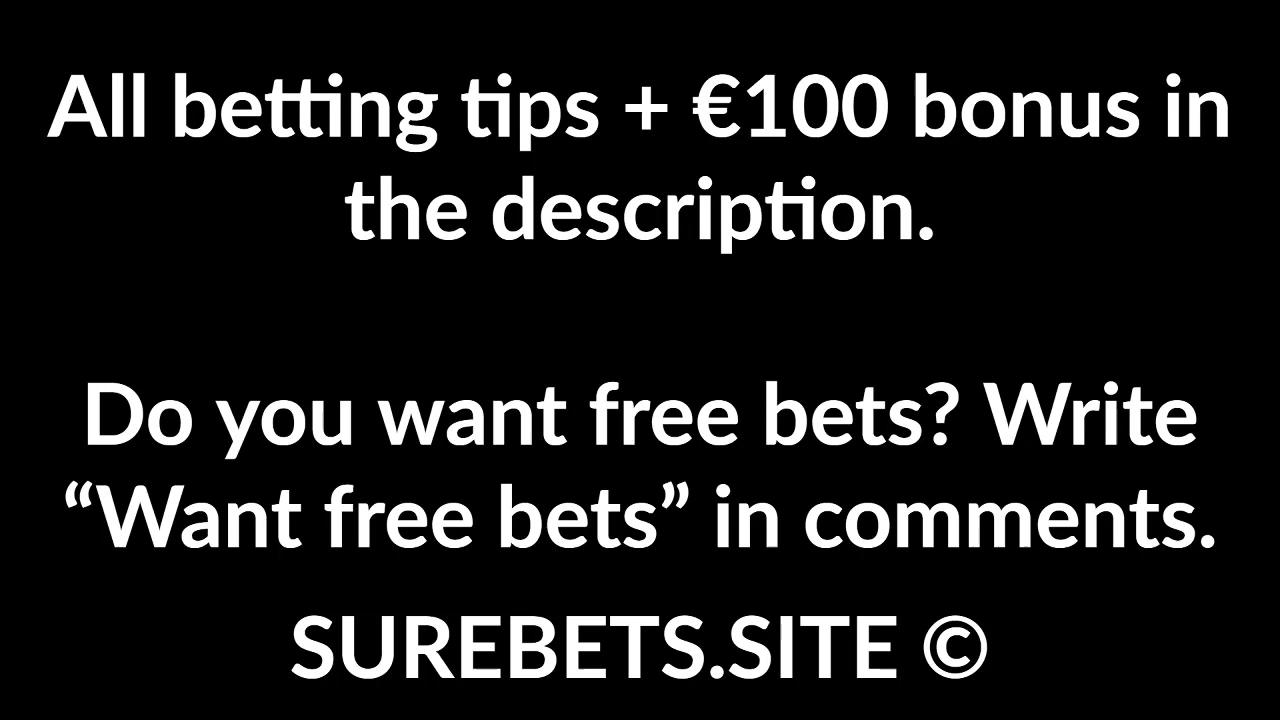 All betting tips + €100 bonus in
the description.
Do you want free bets? Write
“Want free bets” in comments.
SUREBETS.SITE ©